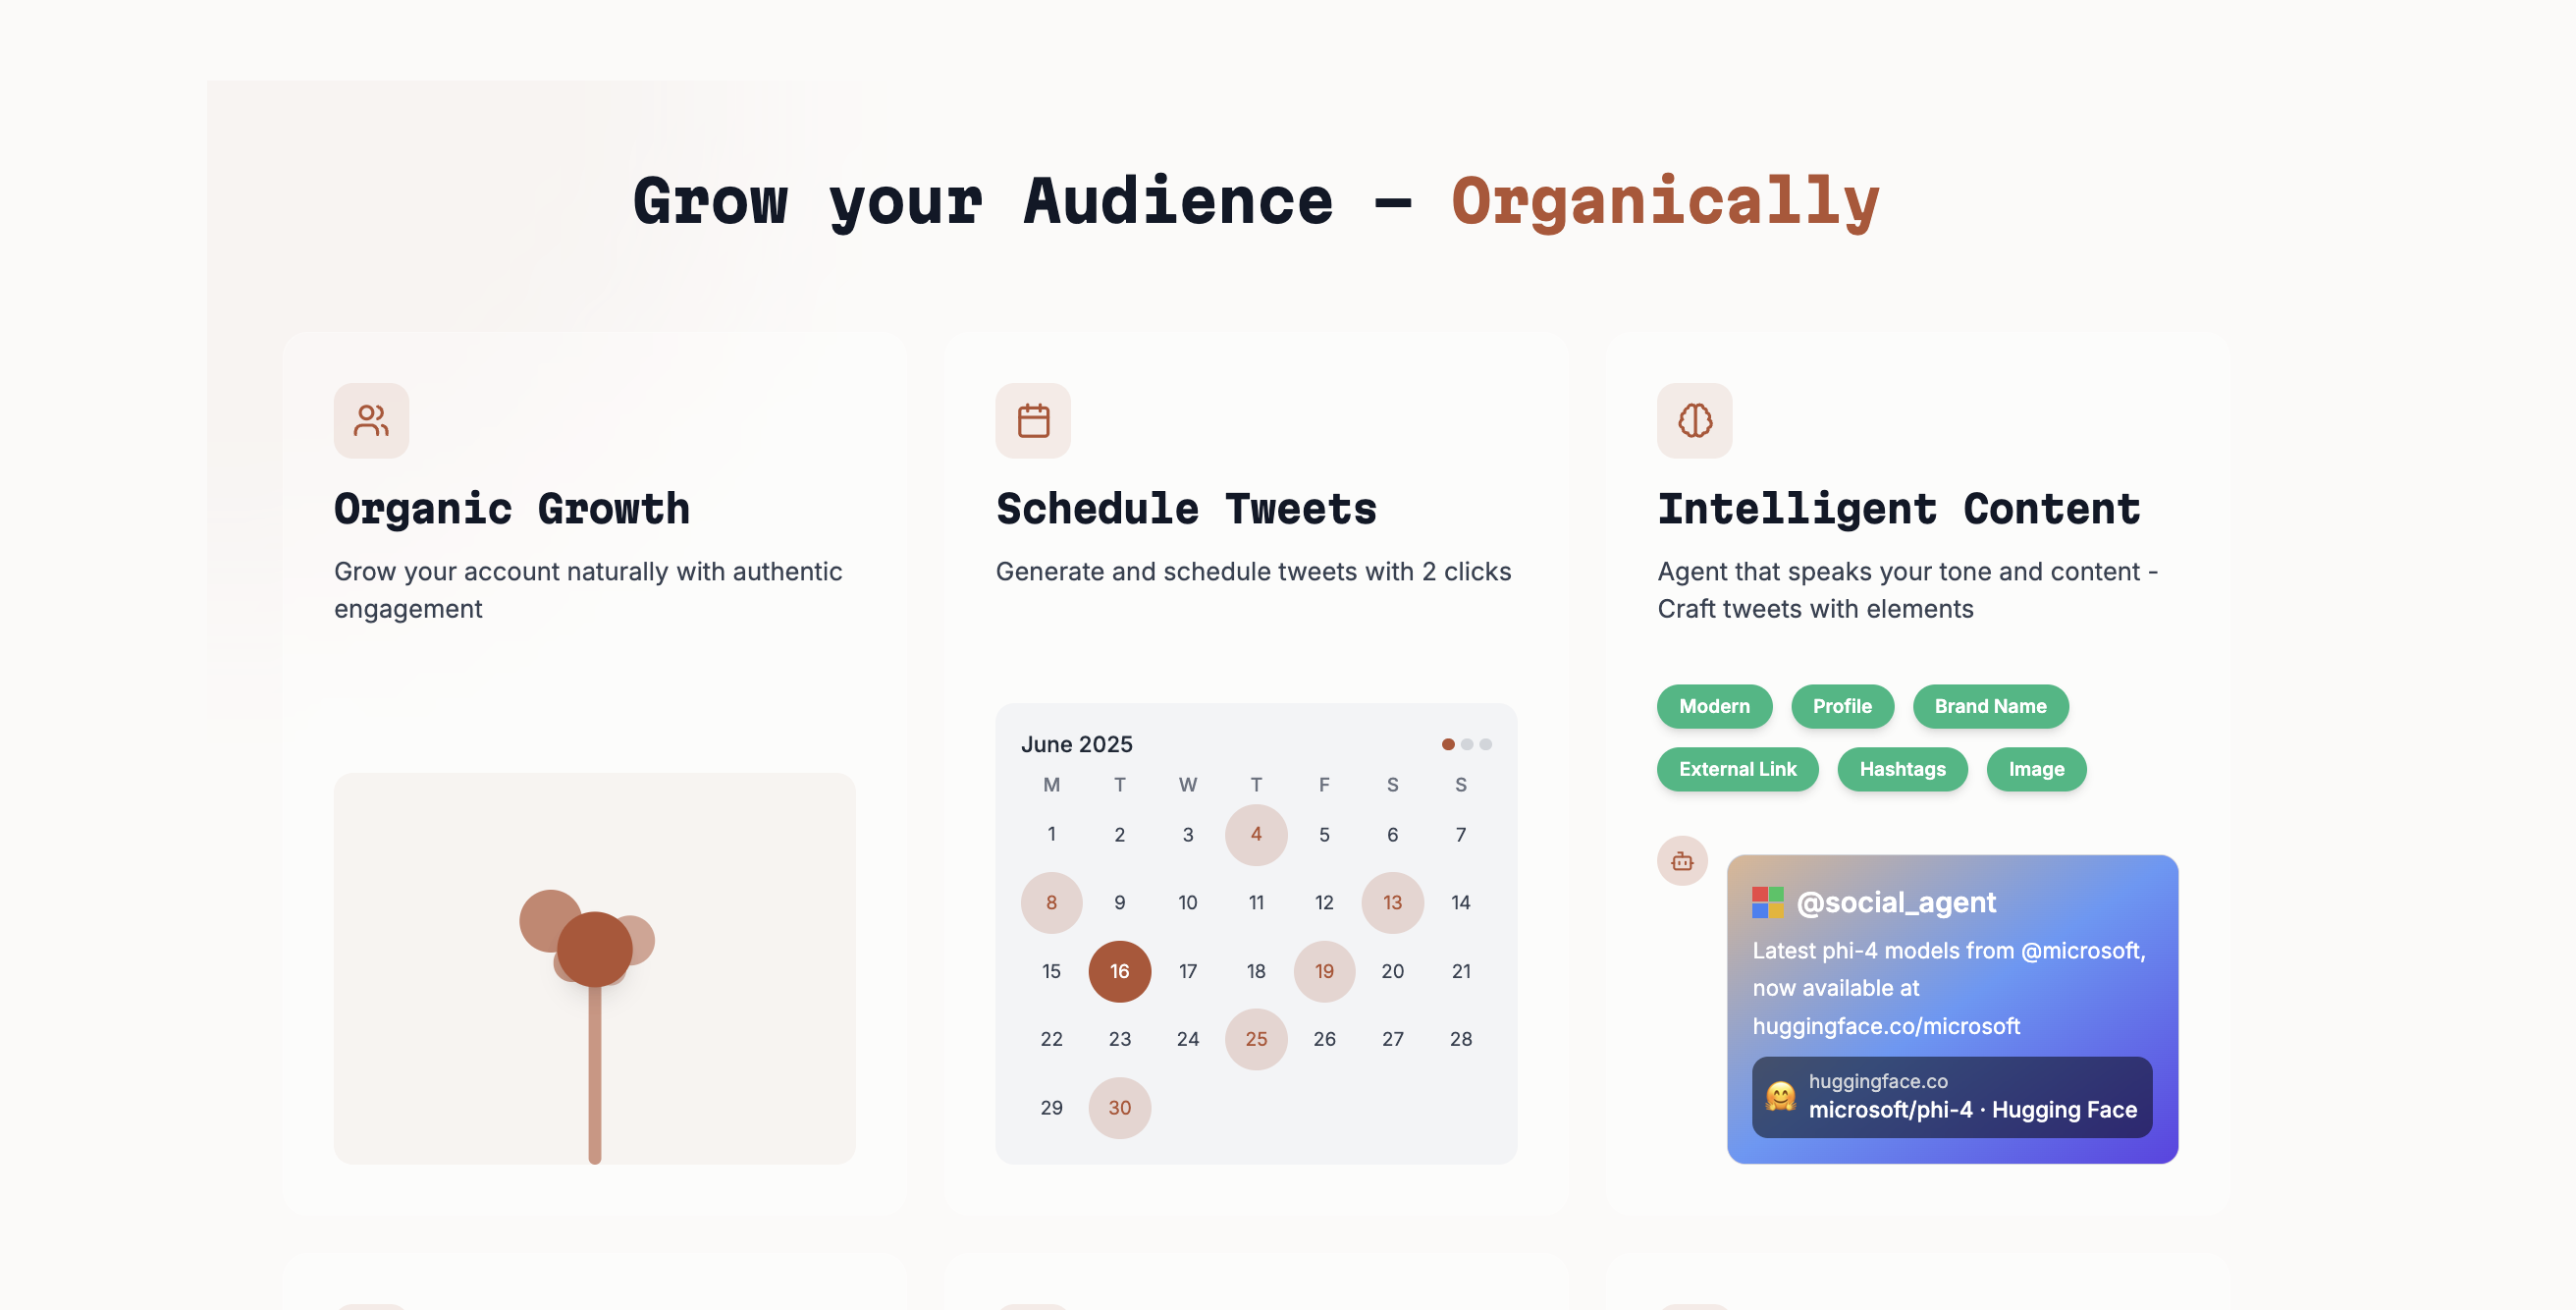 Grow your Audience – Organically
Organic Growth
Grow your account naturally with authentic
engagement
Schedule Tweets
Generate and schedule tweets with 2 clicks
June 2025
M T W T F S S
1 2 3 4 5 6 7
8 9 10 11 12 13 14
15 16 17 18 19 20 21
22 23 24 25 26 27 28
29 30
Intelligent Content
Agent that speaks your tone and content -
Craft tweets with elements
Modern Profile Brand Name
External Link Hashtags Image
@social_agent
Latest phi-4 models from @microsoft,
now available at
huggingface.co/microsoft
huggingface.co
microsoft/phi-4 · Hugging Face